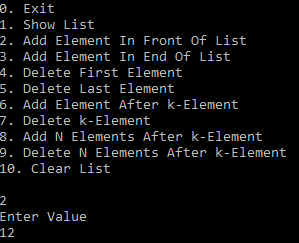 0. Exit
1. Show List
2. Add Element In Front Of List
3. Add Element In End Of List
4. Delete First Element
5. Delete Last Element
6. Add Element After k-Element
7. Delete k-Element
8. Add N Elements After k-Element
9. Delete N Elements After k-Element
10. Clear List
2
Enter Value
12